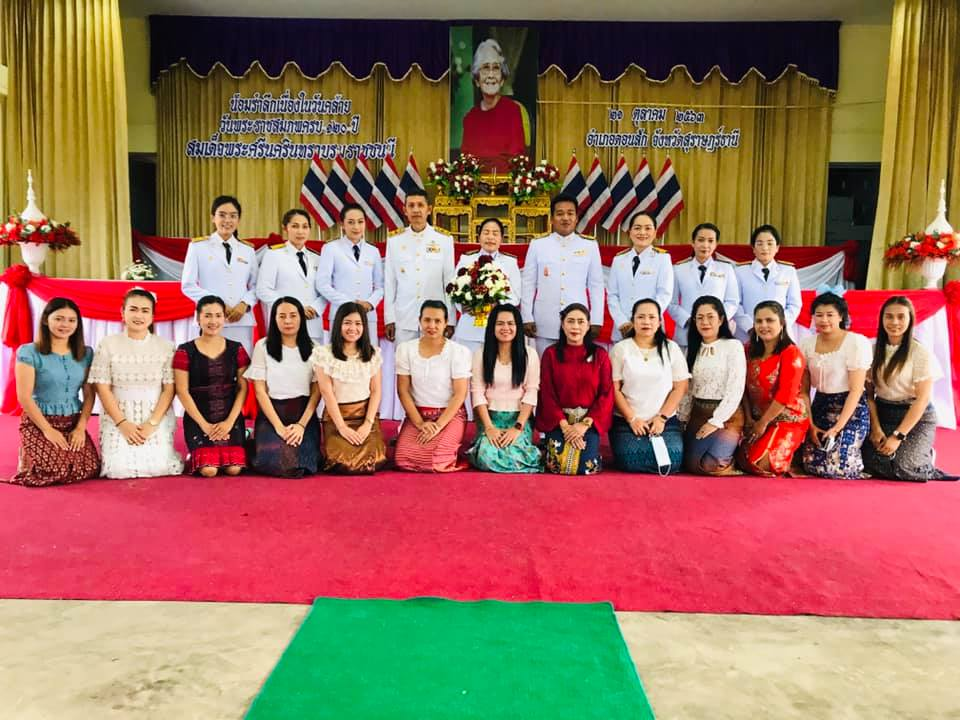 น้อมรำลึกเนื่องในวันคล้าย
วันพระราชสมภพครบ ๑๒๐ ปี
สมเด็จพระศรีนครินทราบรมราชชนนี
๒๑ ตุลาคม ๒๕๖๓
อำเภอดอนสัก จังหวัดสุราษฎร์ธานี